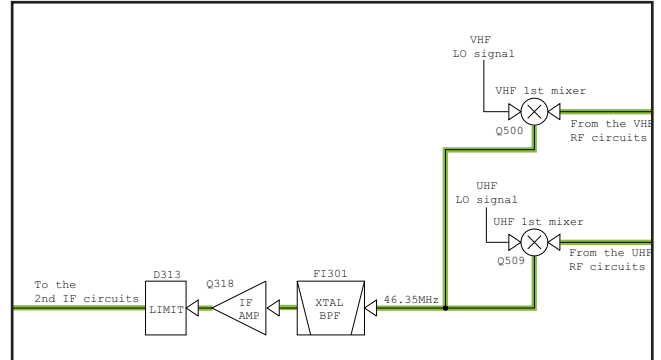 VHF
LO signal
VHF 1st mixer
Q500
From the VHF
RF circuits
UHF
LO signal
UHF 1st mixer
Q509
From the UHF
RF circuits
To the
2nd IF circuits
D313
LIMIT
Q318
IF
AMP
FI301
XTAL
BPF
46.35MHz